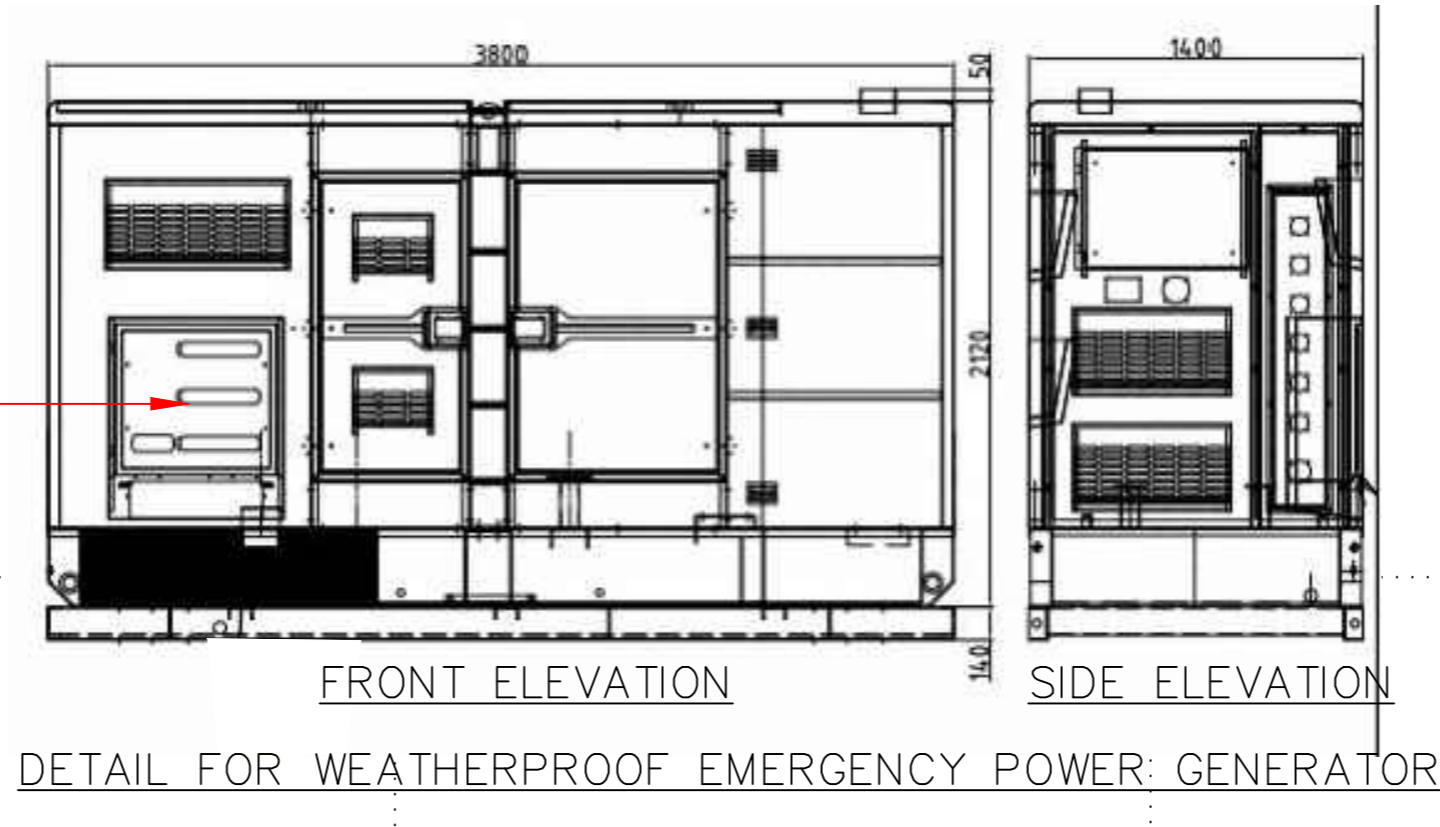 3800
50
1400
2120
140
FRONT ELEVATION
SIDE ELEVATION
DETAIL FOR WEATHERPROOF EMERGENCY POWER GENERATOR